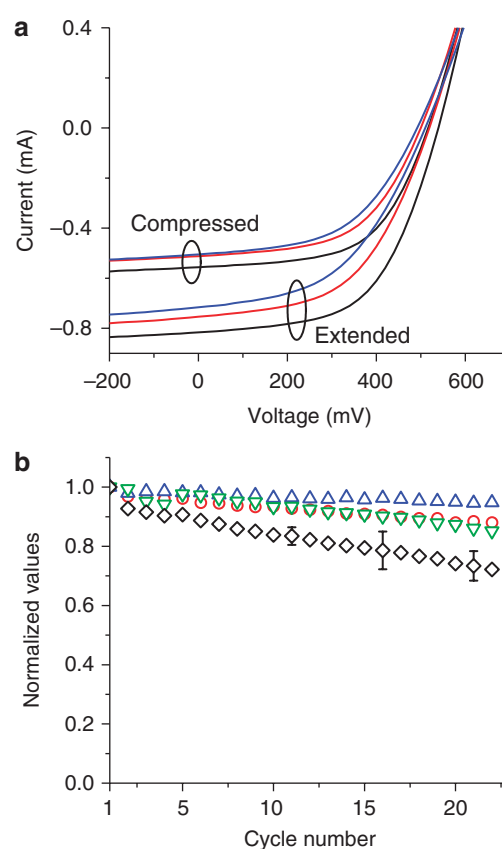 a
0.4
0.0
−0.4
−0.8
Current (mA)
Compressed
Extended
−200
0
200
400
600
Voltage (mV)
b
1.0
0.8
0.6
0.4
0.2
0.0
Normalized values
1
5
10
15
20
Cycle number